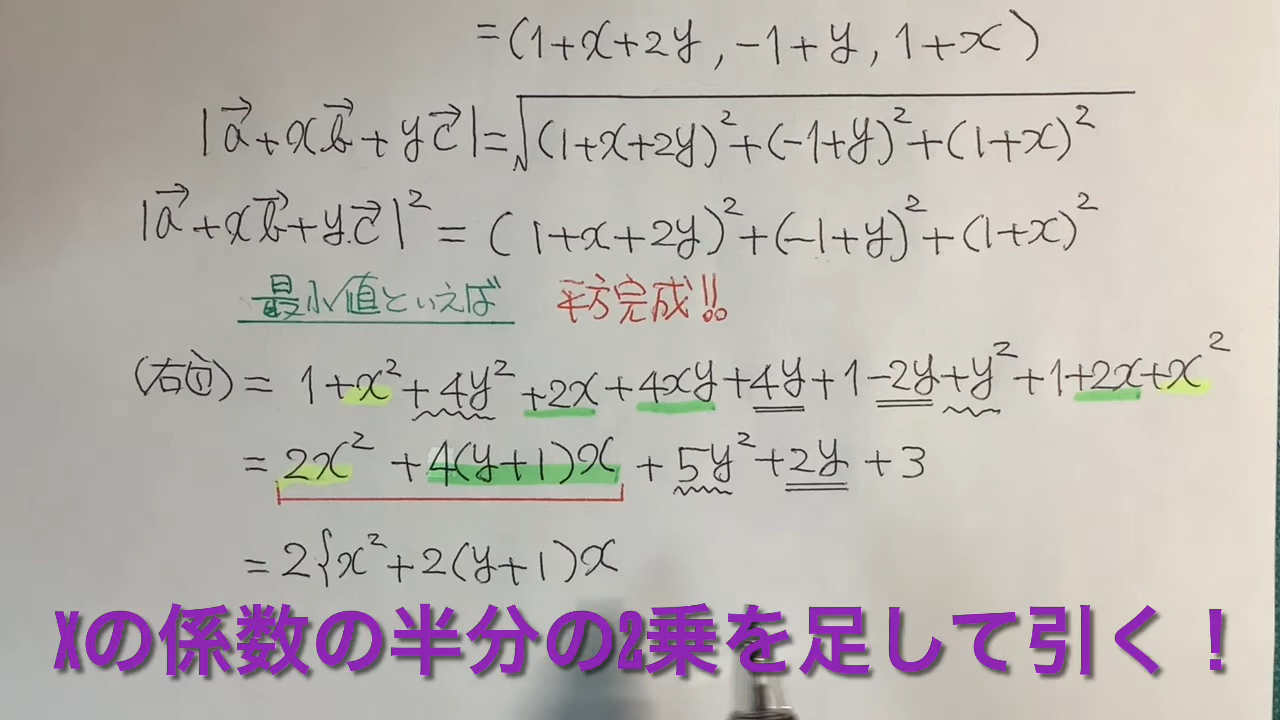 =(1+x+2y, -1+y, 1+x)
|a⃗+xb⃗+yc⃗|=√(1+x+2y)²+(-1+y)²+(1+x)²
|a⃗+xb⃗+yc⃗|²=(1+x+2y)²+(-1+y)²+(1+x)²
最小値といえば 平方完成!!
(右辺)=1+x²+4y²+2x+4xy+4y+1-2y+y²+1+2x+x²
=2x²+4(y+1)x+5y²+2y+3
=2{x²+2(y+1)x
Xの係数の半分の2乗を足して引く！